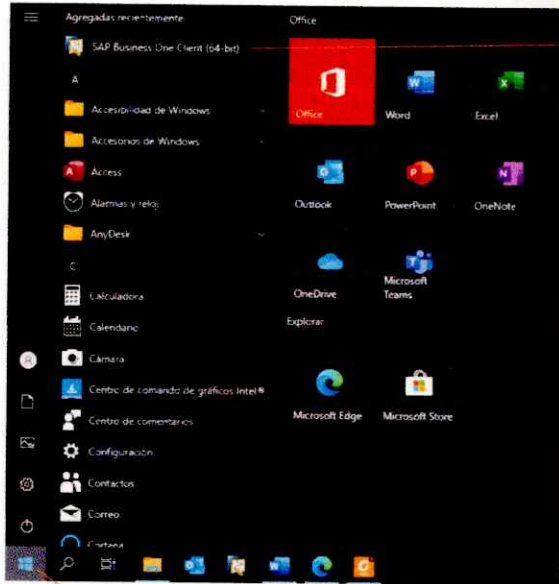 Agregadas recientemente
SAP Business One Client (64-bit)
A
Accesibilidad de Windows
Accesorios de Windows
Access
Alarmas y reloj
AnyDesk
C
Calculadora
Calendario
Cámara
Centro de comando de gráficos Intel®
Centro de comentarios
Configuración
Contactos
Correo
Cortana
Office
Office
Word
Excel
Outlook
PowerPoint
OneNote
OneDrive
Microsoft
Teams
Explorar
Microsoft Edge
Microsoft Store